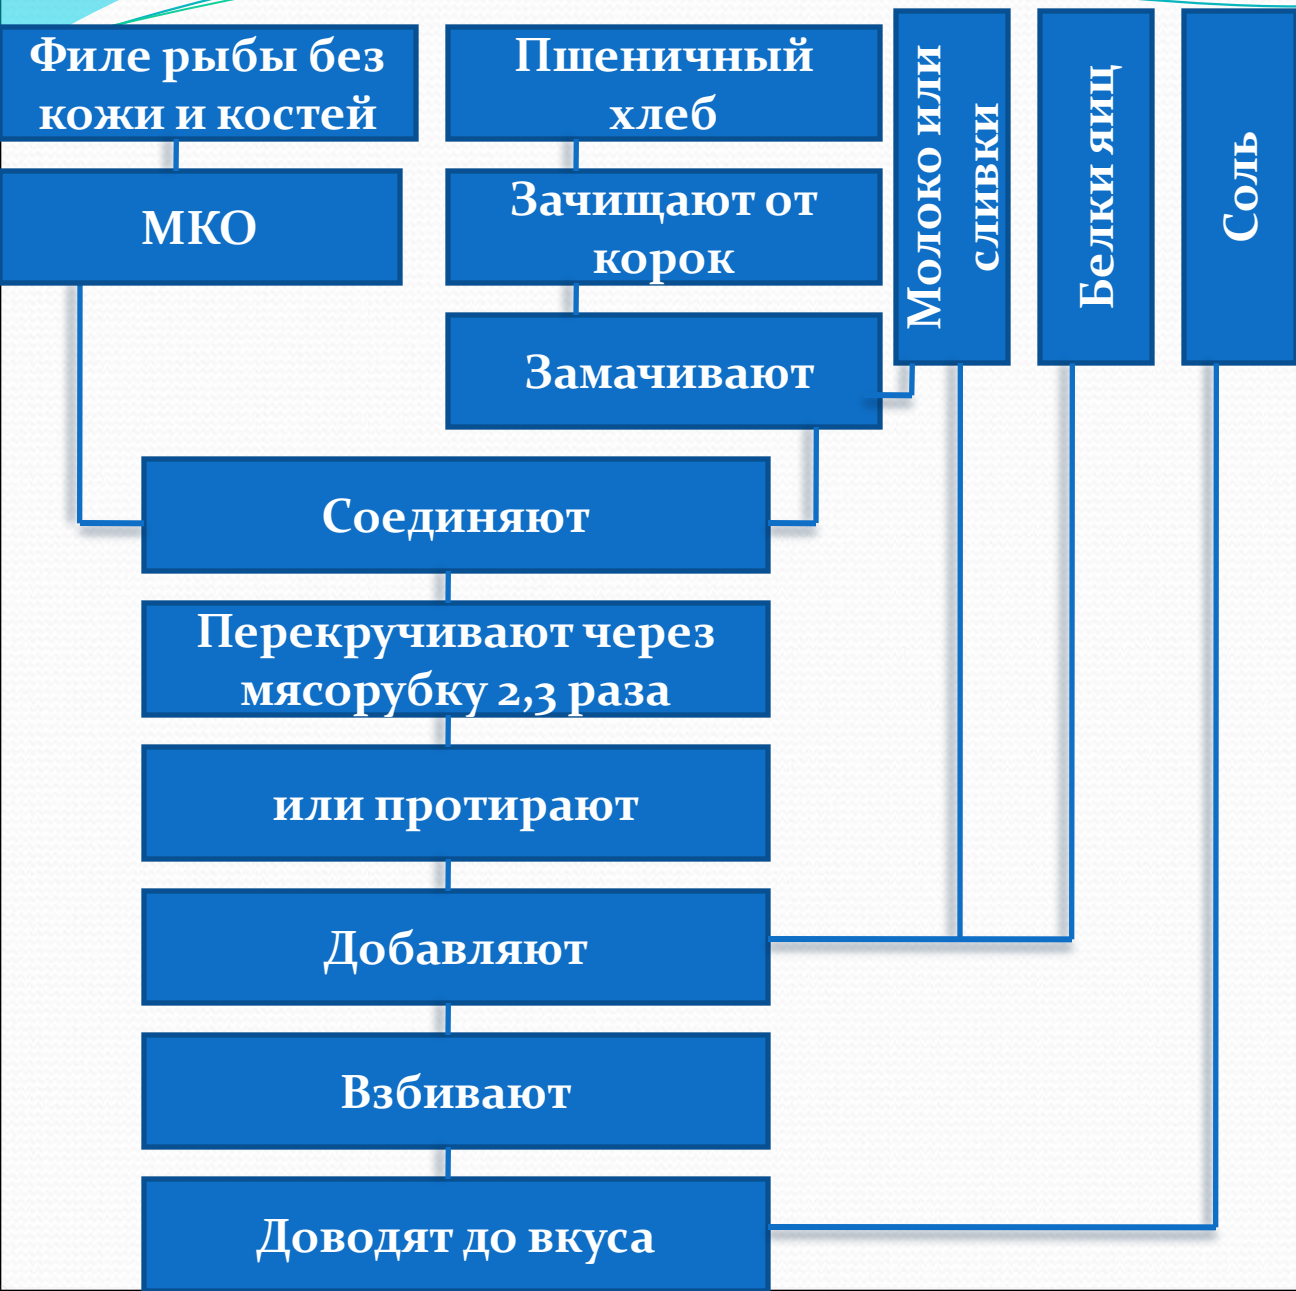 Филе рыбы без
кожи и костей
Пшеничный
хлеб
Молоко или
сливки
Белки яиц
Соль
МКО
Зачищают от
корок
Замачивают
Соединяют
Перекручивают через
мясорубку 2,3 раза
или протирают
Добавляют
Взбивают
Доводят до вкуса